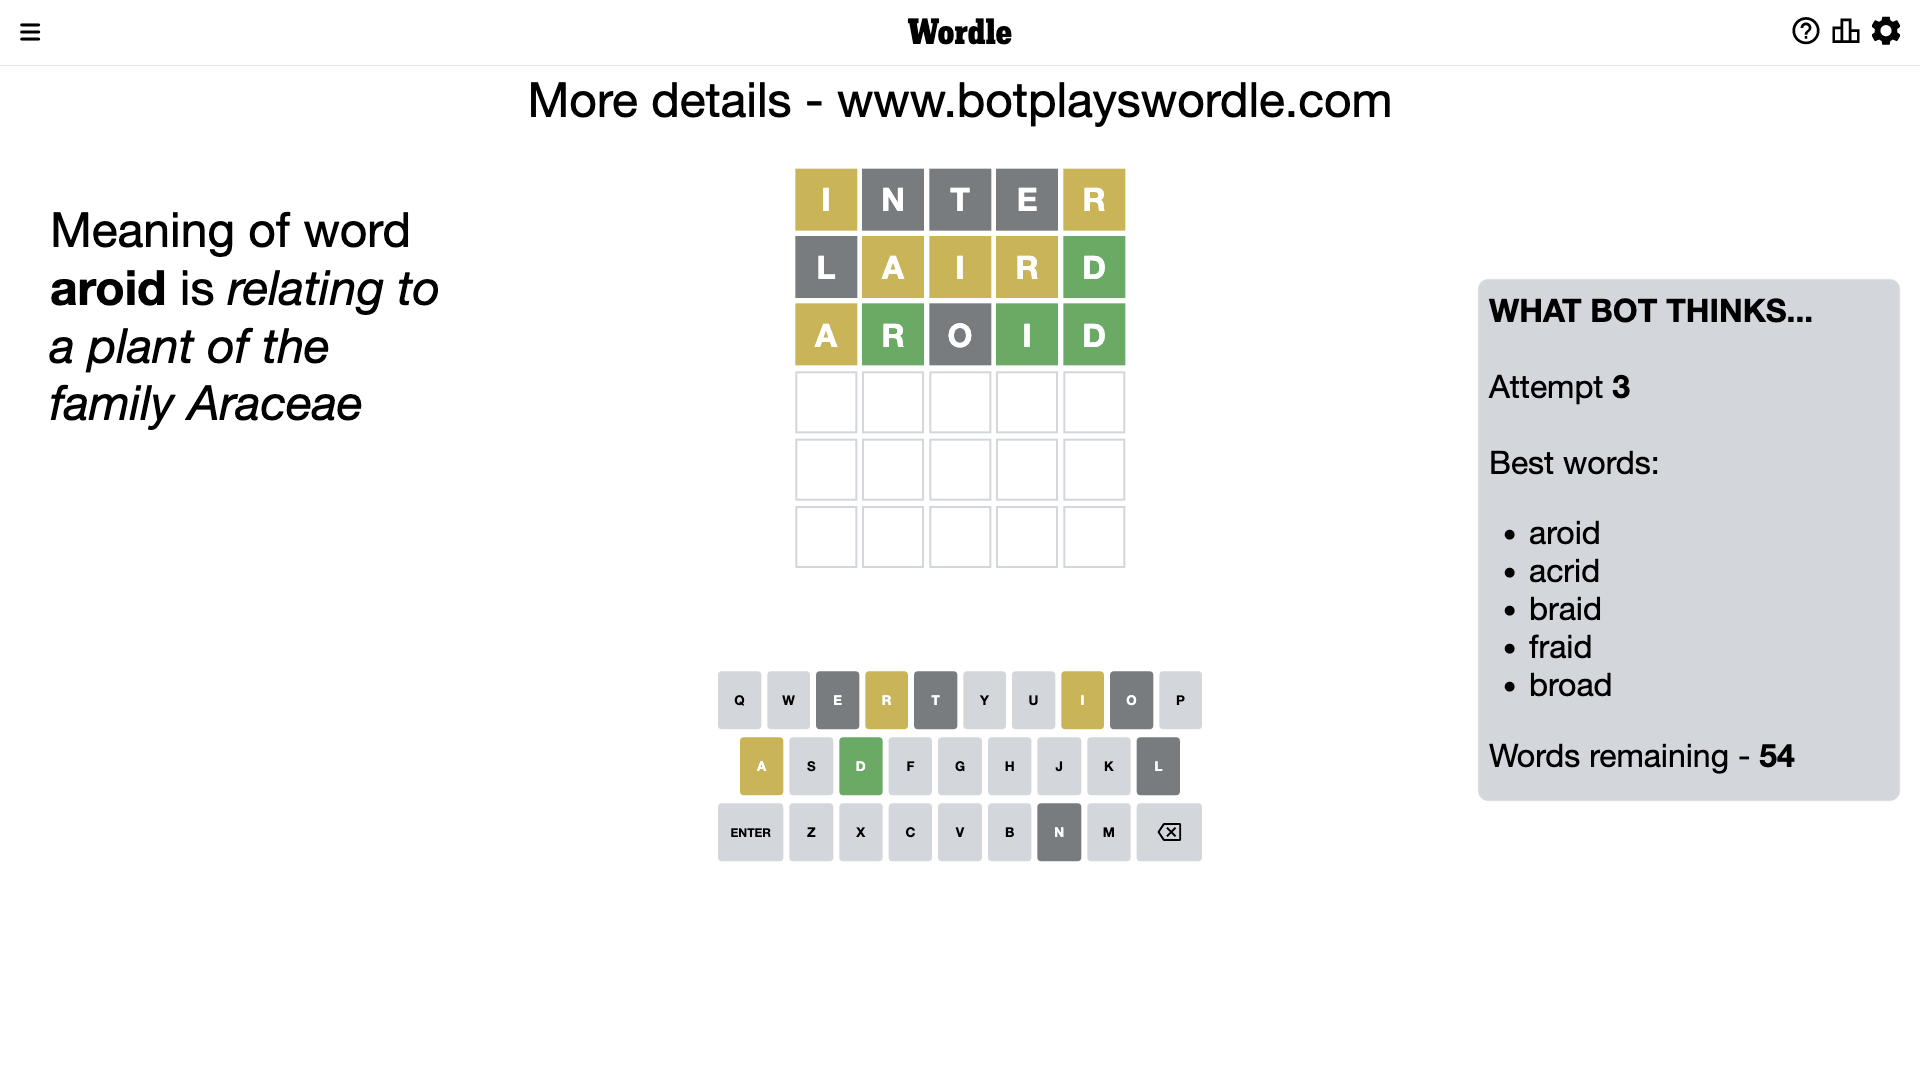 Wordle
More details - www.botplayswordle.com
Meaning of word
aroid is relating to
a plant of the
family Araceae
I N T E R
L A I R D
A R O I D
WHAT BOT THINKS...
Attempt 3
Best words:
• aroid
• acrid
• braid
• fraid
• broad
Words remaining - 54
Q W E R T Y U I O P
A S D F G H J K L
ENTER Z X C V B N M